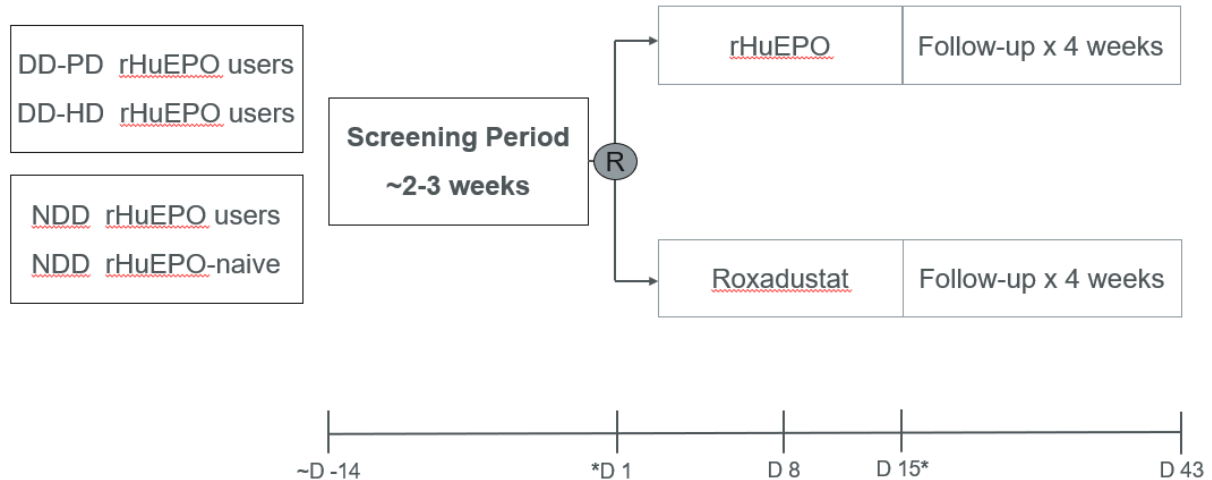 DD-PD rHuEPO users
DD-HD rHuEPO users
NDD rHuEPO users
NDD rHuEPO-naive
Screening Period
~2-3 weeks
R
rHuEPO
Follow-up x 4 weeks
Roxadustat
Follow-up x 4 weeks
~D -14
*D 1
D 8
D 15*
D 43